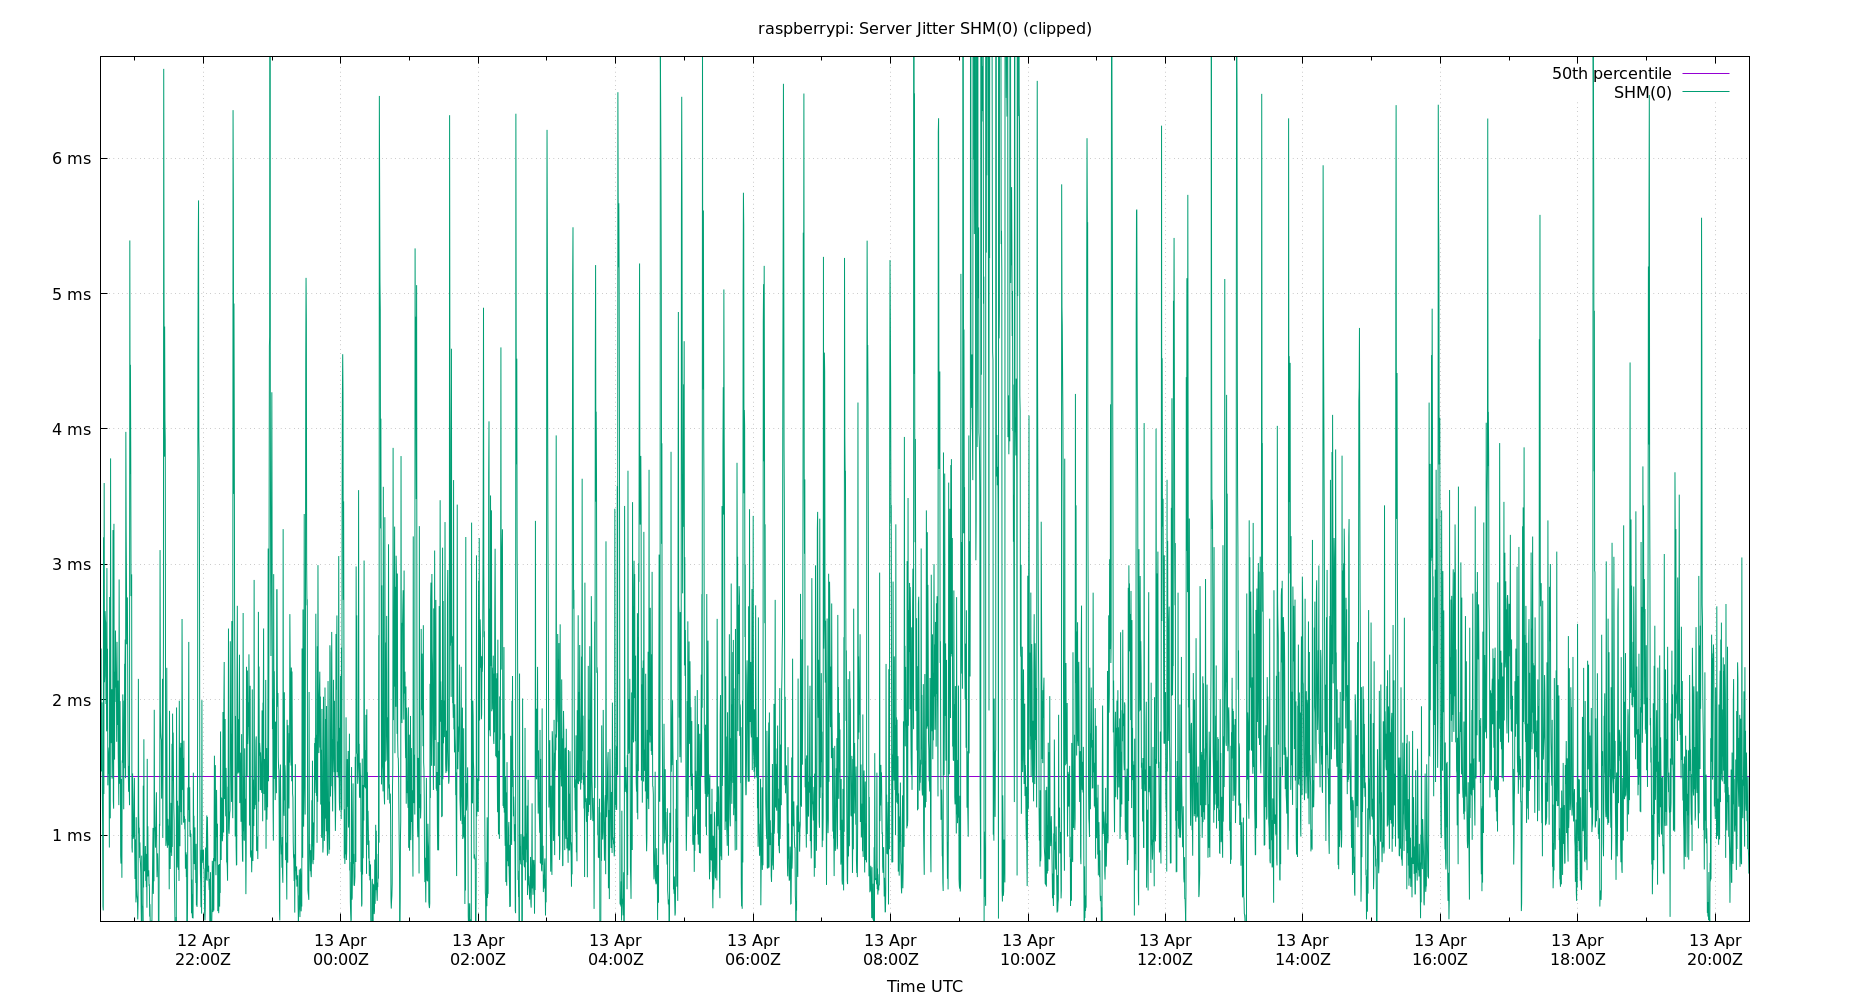 raspberrypi: Server Jitter SHM(0) (clipped)
50th percentile
SHM(0)
6 ms
5 ms
4 ms
3 ms
2 ms
1 ms
12 Apr 13 Apr 13 Apr 13 Apr 13 Apr 13 Apr 13 Apr 13 Apr 13 Apr 13 Apr 13 Apr 13 Apr
22:00Z 00:00Z 02:00Z 04:00Z 06:00Z 08:00Z 10:00Z 12:00Z 14:00Z 16:00Z 18:00Z 20:00Z
Time UTC